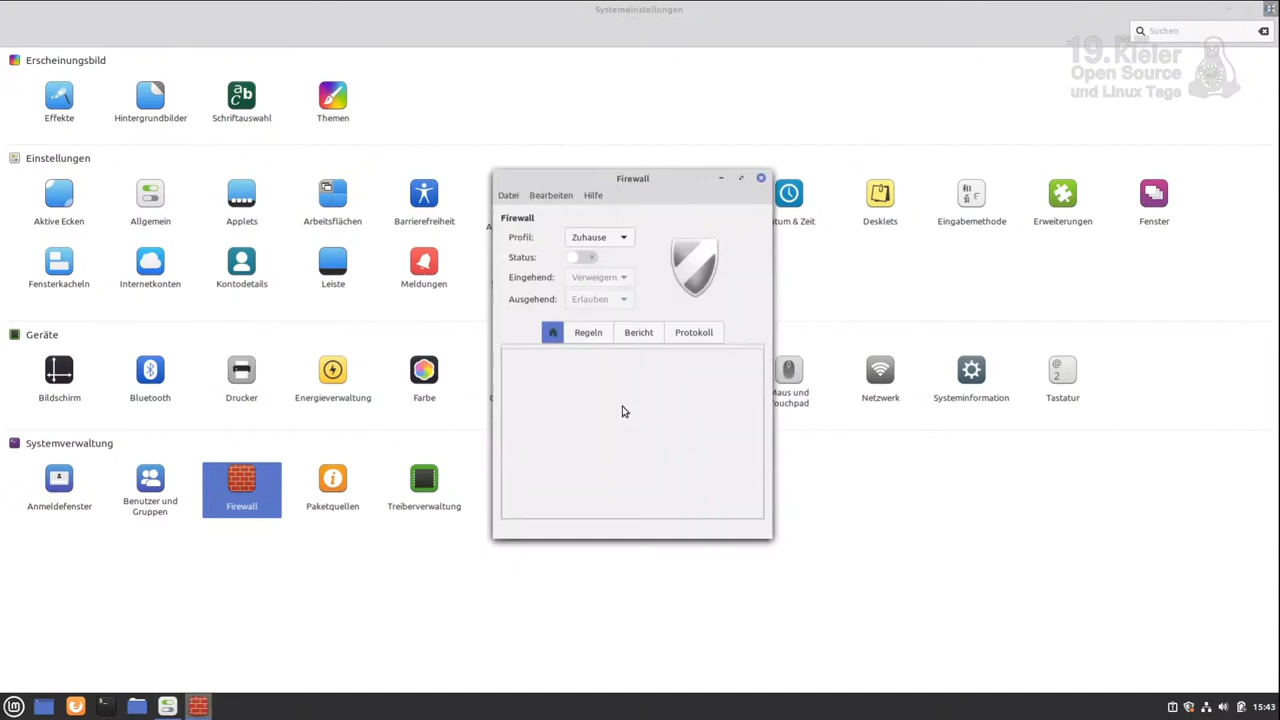 Systemeinstellungen
Suchen
19. Kieler
Open Source
und Linux Tage
Erscheinungsbild
Effekte
Hintergrundbilder
Schriftauswahl
Themen
Einstellungen
Aktive Ecken
Allgemein
Applets
Arbeitsflächen
Barrierefreiheit
Desklets
Eingabemethode
Erweiterungen
Fenster
Fensterkacheln
Internetkonten
Kontodetails
Leiste
Meldungen
Geräte
Bildschirm
Bluetooth
Drucker
Energieverwaltung
Farbe
Maus und
Touchpad
Netzwerk
Systeminformation
Tastatur
Systemverwaltung
Anmeldefenster
Benutzer und
Gruppen
Firewall
Paketquellen
Treiberverwaltung
Firewall
Datei Bearbeiten Hilfe
Firewall
Profil: Zuhause
Status:
Eingehend: Verweigern
Ausgehend: Erlauben
Regeln Bericht Protokoll
15:43